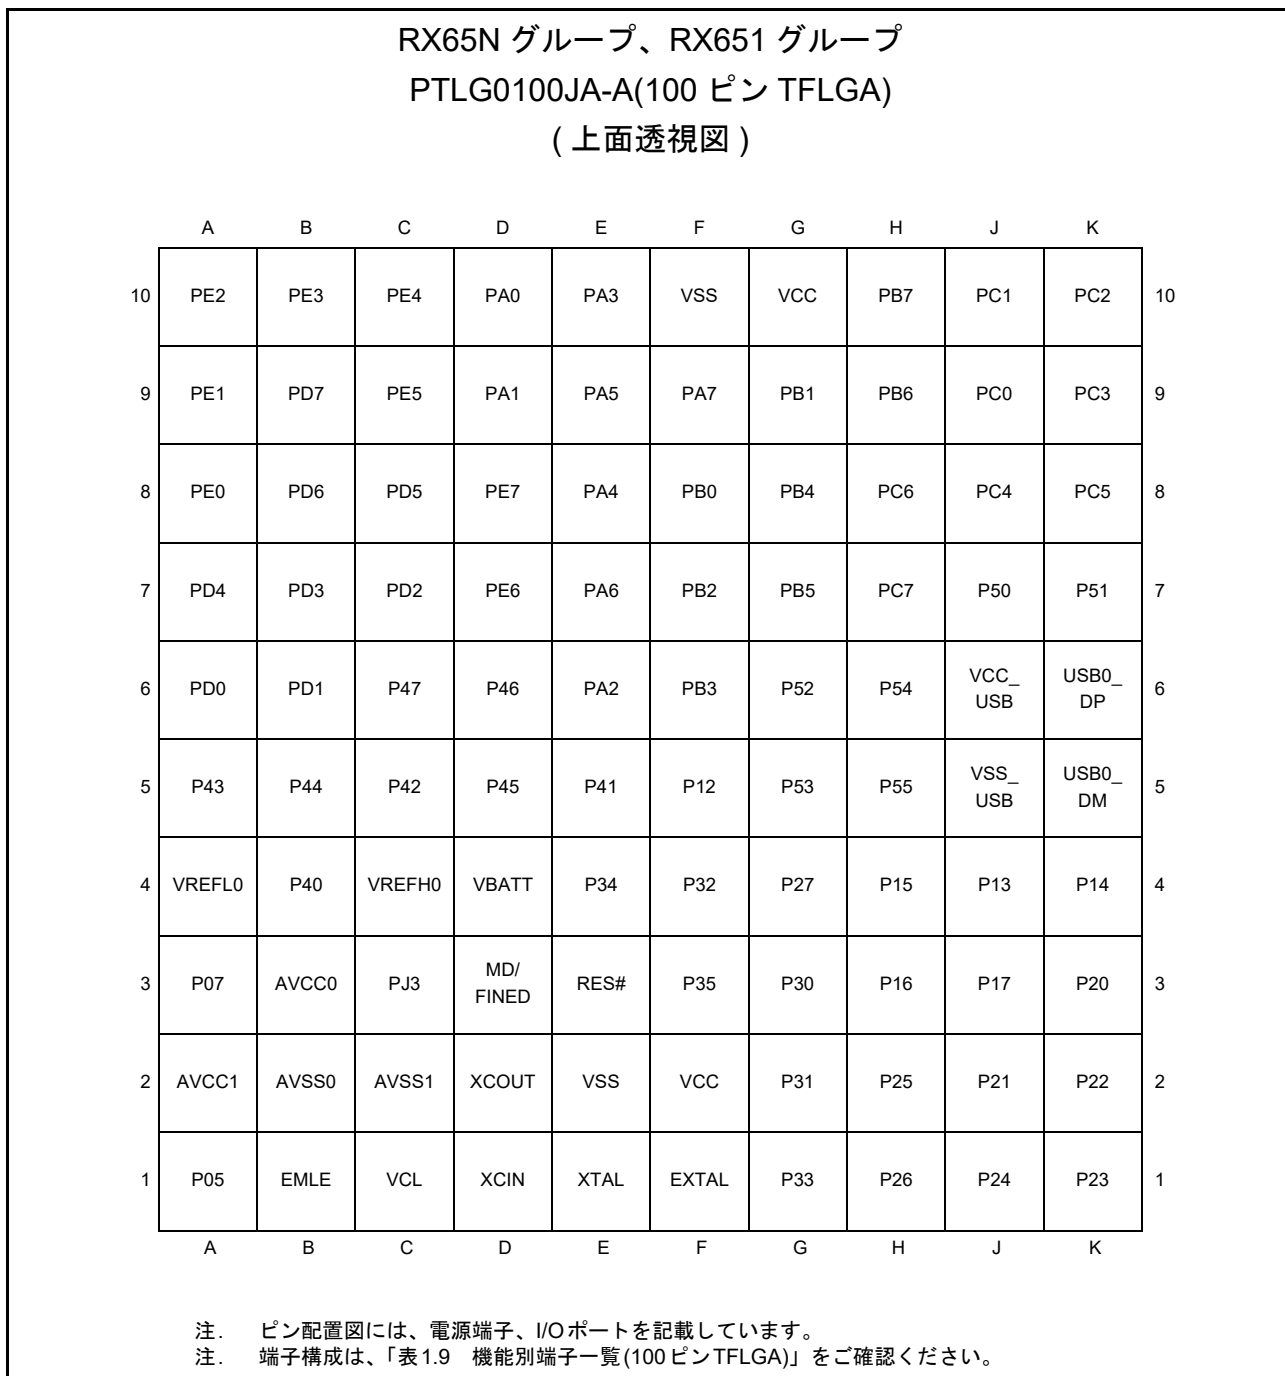 RX65N グループ、RX651 グループ
PTLG0100JA-A(100 ピン TFLGA)
( 上面透視図 )
A B C D E F G H J K
10 PE2 PE3 PE4 PA0 PA3 VSS VCC PB7 PC1 PC2 10
9 PE1 PD7 PE5 PA1 PA5 PA7 PB1 PB6 PC0 PC3 9
8 PE0 PD6 PD5 PE7 PA4 PB0 PB4 PC6 PC4 PC5 8
7 PD4 PD3 PD2 PE6 PA6 PB2 PB5 PC7 P50 P51 7
6 PD0 PD1 P47 P46 PA2 PB3 P52 P54 VCC_ USB USB0_ DP 6
5 P43 P44 P42 P45 P41 P12 P53 P55 VSS_ USB USB0_ DM 5
4 VREFL0 P40 VREFH0 VBATT P34 P32 P27 P15 P13 P14 4
3 P07 AVCC0 PJ3 MD/ FINED RES# P35 P30 P16 P17 P20 3
2 AVCC1 AVSS0 AVSS1 XCOUT VSS VCC P31 P25 P21 P22 2
1 P05 EMLE VCL XCIN XTAL EXTAL P33 P26 P24 P23 1
A B C D E F G H J K
注. ピン配置図には、電源端子、I/Oポートを記載しています。
注. 端子構成は、「表1.9 機能別端子一覧(100ピンTFLGA)」をご確認ください。